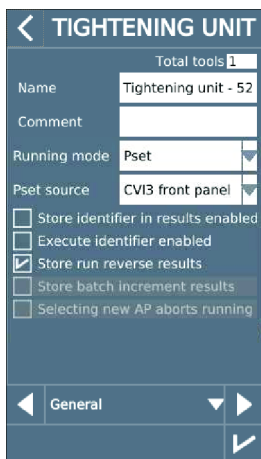 TIGHTENING UNIT
Total tools 1
Name Tightening unit - 52
Comment
Running mode Pset
Pset source CVI3 front panel
Store identifier in results enabled
Execute identifier enabled
Store run reverse results
Store batch increment results
Selecting new AP aborts running
General